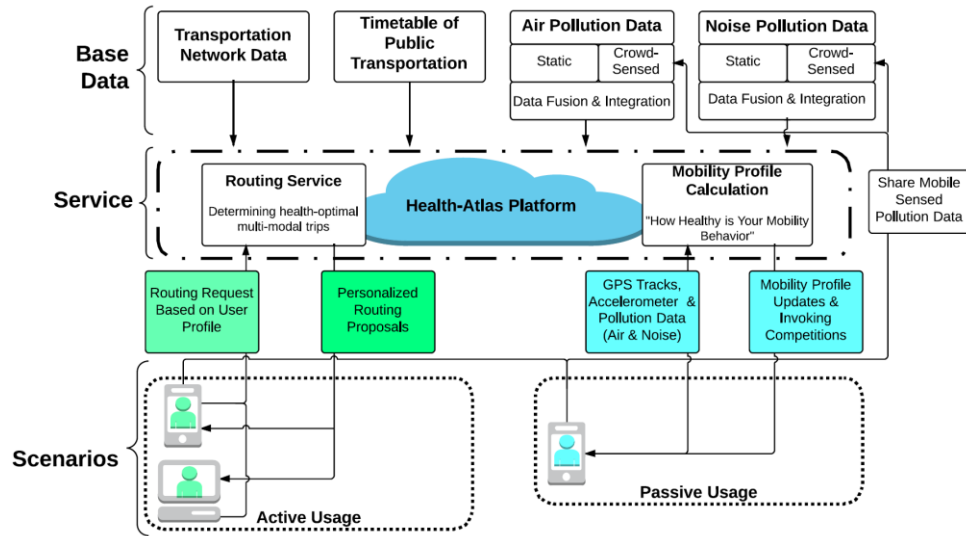 Base
Data
Transportation
Network Data
Timetable of
Public
Transportation
Air Pollution Data
Static
Crowd-
Sensed
Data Fusion & Integration
Noise Pollution Data
Static
Crowd-
Sensed
Data Fusion & Integration
Service
Routing Service
Determining health-optimal
multi-modal trips
Health-Atlas Platform
Mobility Profile
Calculation
"How Healthy is Your Mobility
Behavior"
Share Mobile
Sensed
Pollution Data
Routing Request
Based on User
Profile
Personalized
Routing
Proposals
GPS Tracks,
Accelerometer &
Pollution Data
(Air & Noise)
Mobility Profile
Updates &
Invoking
Competitions
Scenarios
Active Usage
Passive Usage